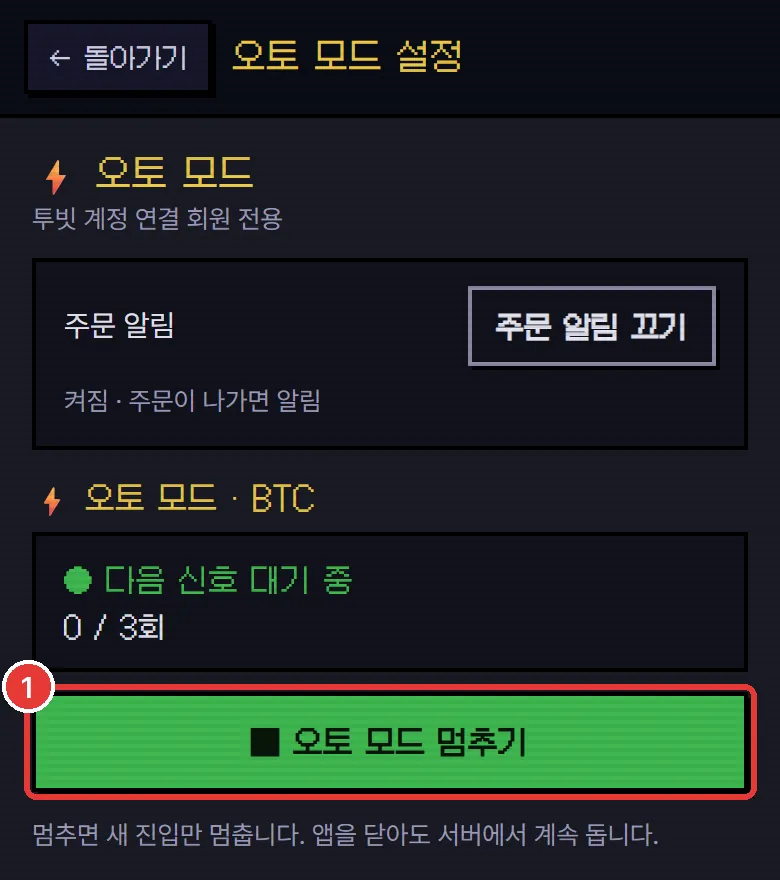 ← 돌아가기 오토 모드 설정
⚡ 오토 모드
투빗 계정 연결 회원 전용
주문 알림 주문 알림 끄기
켜짐 · 주문이 나가면 알림
⚡ 오토 모드 · BTC
● 다음 신호 대기 중
0 / 3회
1
■ 오토 모드 멈추기
멈추면 새 진입만 멈춥니다. 앱을 닫아도 서버에서 계속 돕니다.